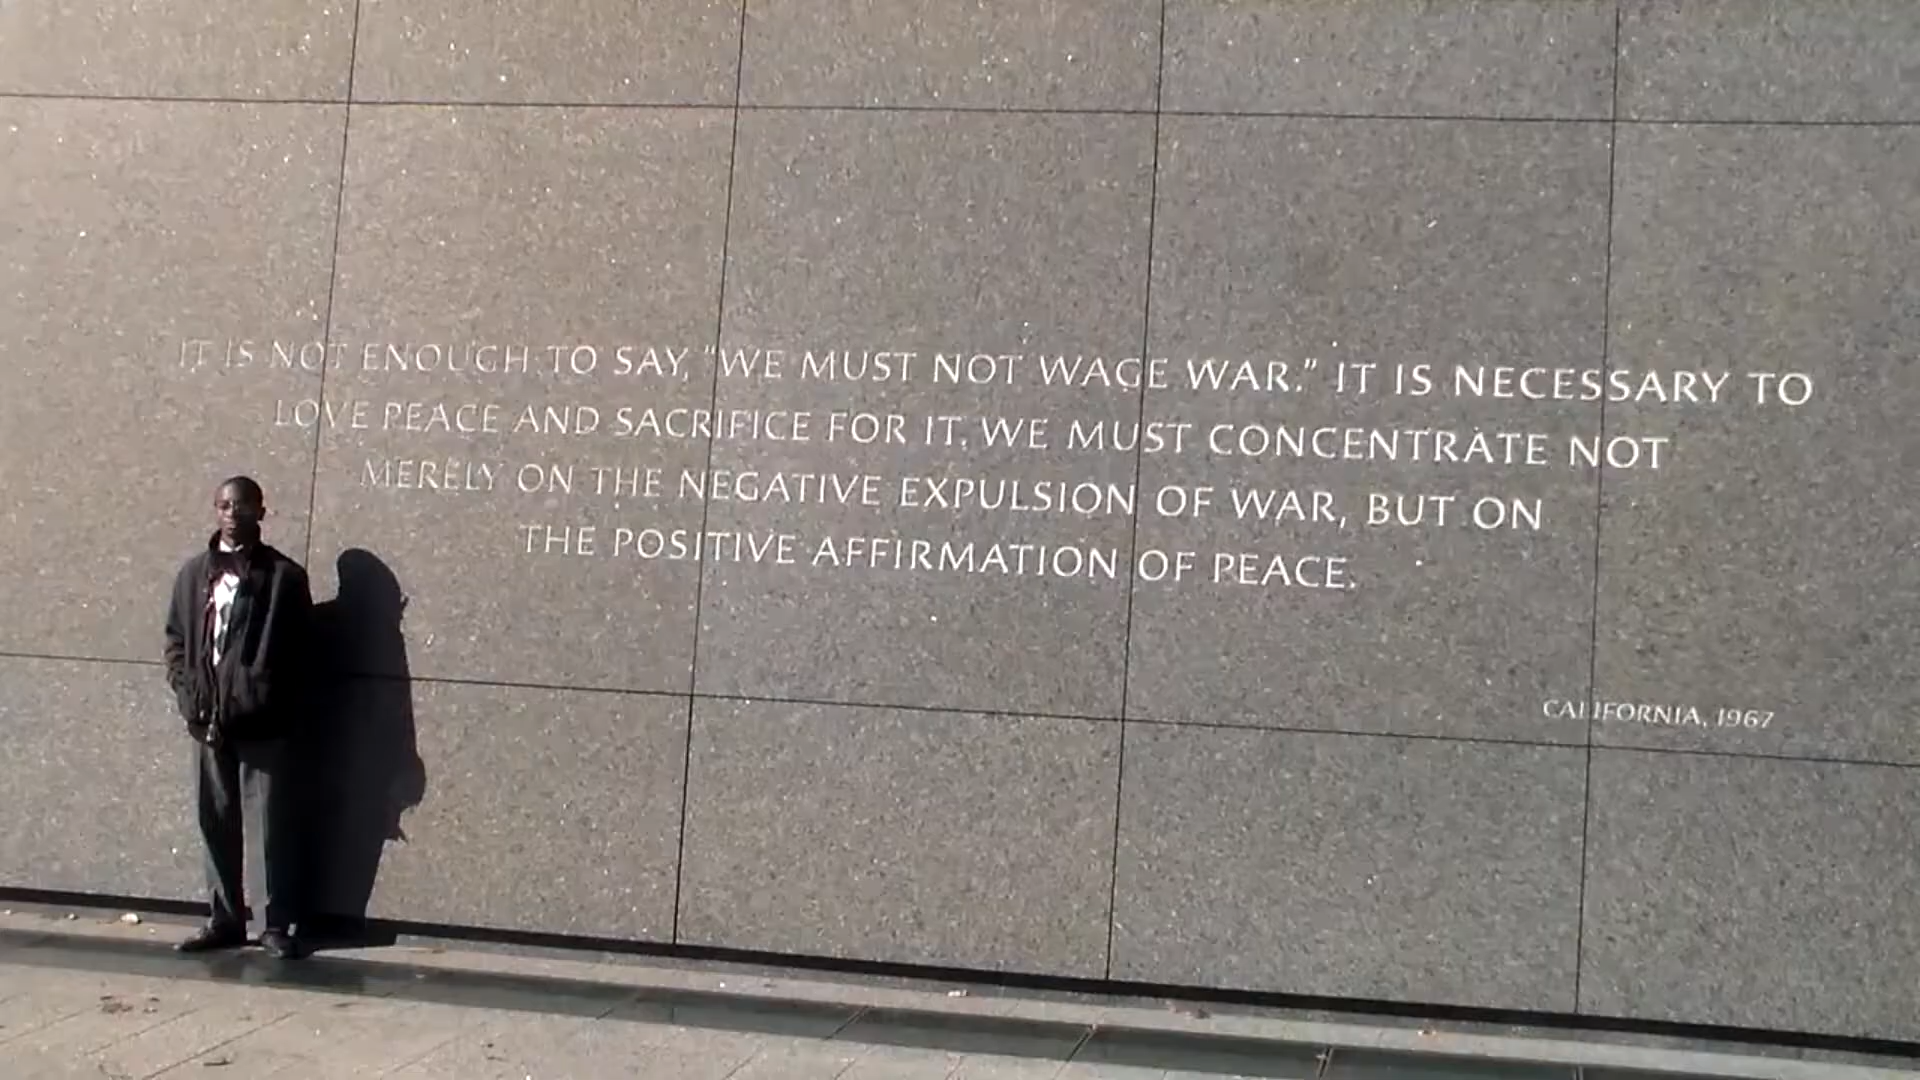 IT IS NOT ENOUGH TO SAY, "WE MUST NOT WAGE WAR." IT IS NECESSARY TO
LOVE PEACE AND SACRIFICE FOR IT. WE MUST CONCENTRATE NOT
MERELY ON THE NEGATIVE EXPULSION OF WAR, BUT ON
THE POSITIVE AFFIRMATION OF PEACE.
CALIFORNIA, 1967